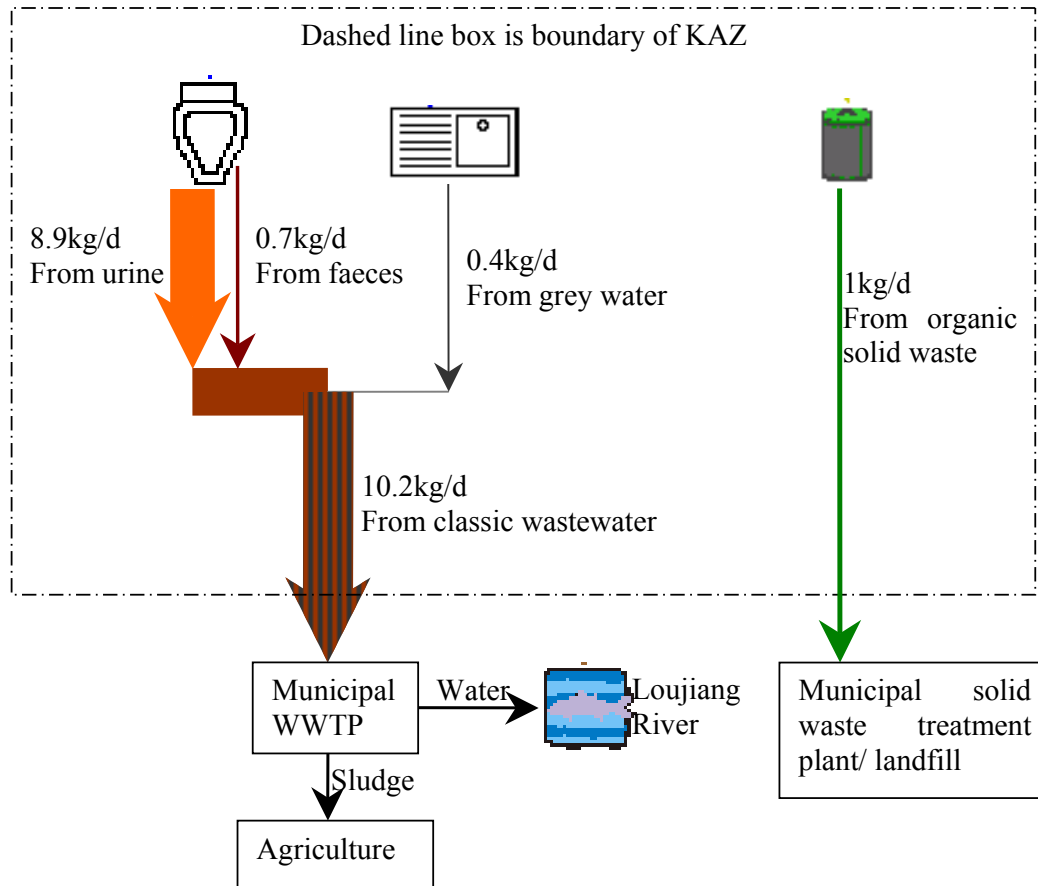 Dashed line box is boundary of KAZ
8.9kg/d
From urine
0.7kg/d
From faeces
0.4kg/d
From grey water
1kg/d
From organic
solid waste
10.2kg/d
From classic wastewater
Municipal
WWTP
Water
Loujiang
River
Municipal solid
waste treatment
plant/ landfill
Sludge
Agriculture